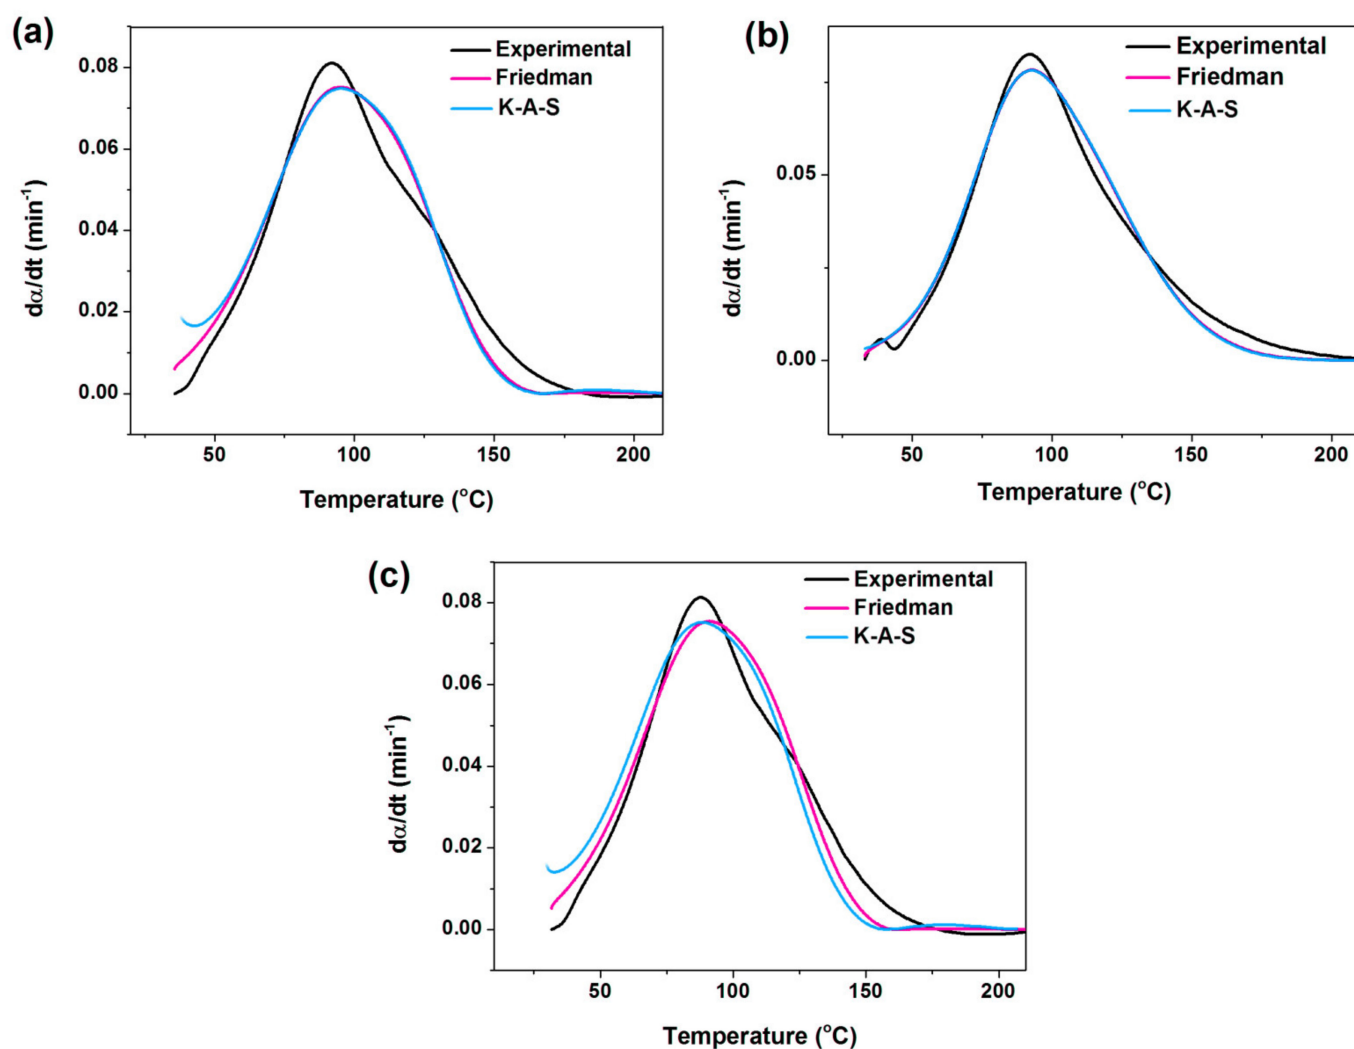 (a)
Experimental
Friedman
K-A-S
0.08
0.06
0.04
0.02
0.00
dα/dt (min⁻¹)
50
100
150
200
Temperature (°C)
(b)
Experimental
Friedman
K-A-S
0.05
0.00
dα/dt (min⁻¹)
50
100
150
200
Temperature (°C)
(c)
Experimental
Friedman
K-A-S
0.08
0.06
0.04
0.02
0.00
dα/dt (min⁻¹)
50
100
150
200
Temperature (°C)